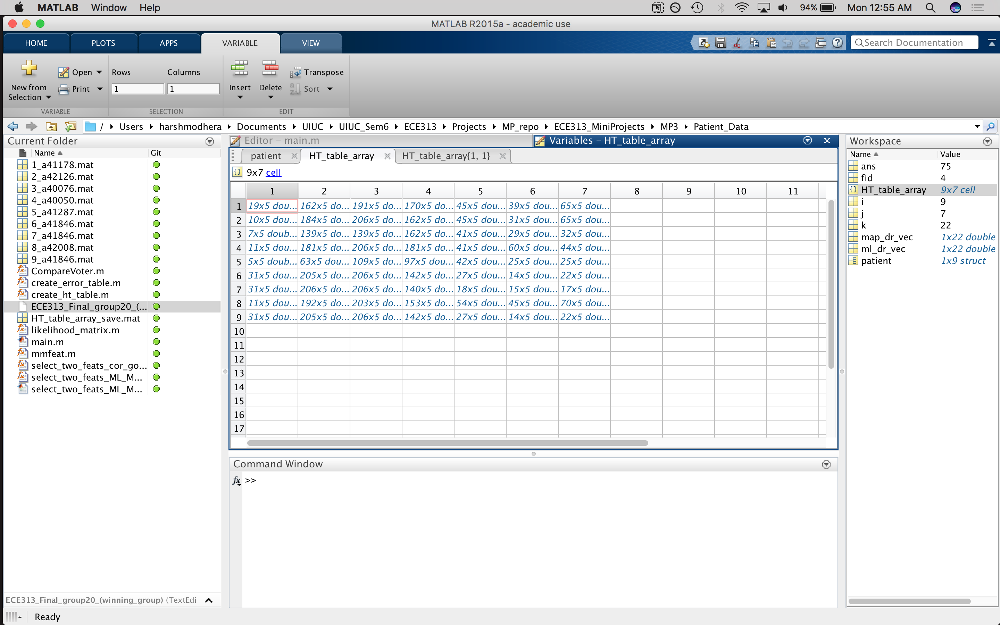 MATLAB Window Help 94% Mon 12:55 AM
MATLAB R2015a - academic use
HOME PLOTS APPS VARIABLE VIEW Search Documentation
New from Selection Open Print Rows Columns Insert Delete Transpose Sort
1 1
VARIABLE SELECTION EDIT
/ Users harshmodhera Documents UIUC UIUC_Sem6 ECE313 Projects MP_repo ECE313_MiniProjects MP3 Patient_Data
Current Folder
Name Git
1_a41178.mat
2_a42126.mat
3_a40076.mat
4_a40050.mat
5_a41287.mat
6_a41846.mat
7_a41846.mat
8_a42008.mat
9_a41846.mat
CompareVoter.m
create_error_table.m
create_ht_table.m
ECE313_Final_group20_(...
HT_table_array_save.mat
likelihood_matrix.m
main.m
mmfeat.m
select_two_feats_cor_go...
select_two_feats_ML_M...
select_two_feats_ML_M...
ECE313_Final_group20_(winning_group) (TextEdi
Editor – main.m
Variables – HT_table_array
patient HT_table_array HT_table_array{1, 1}
{} 9x7 cell
1 2 3 4 5 6 7 8 9 10 11
1 19x5 dou... 162x5 do... 191x5 do... 170x5 do... 45x5 dou... 39x5 dou... 65x5 dou...
2 10x5 dou... 184x5 do... 206x5 do... 162x5 do... 45x5 dou... 31x5 dou... 65x5 dou...
3 7x5 doub... 139x5 do... 139x5 do... 162x5 do... 41x5 dou... 29x5 dou... 32x5 dou...
4 11x5 dou... 181x5 do... 206x5 do... 181x5 do... 41x5 dou... 60x5 dou... 44x5 dou...
5 5x5 doub... 63x5 dou... 109x5 do... 97x5 dou... 42x5 dou... 25x5 dou... 25x5 dou...
6 31x5 dou... 205x5 do... 206x5 do... 142x5 do... 27x5 dou... 14x5 dou... 22x5 dou...
7 31x5 dou... 206x5 do... 206x5 do... 140x5 do... 18x5 dou... 15x5 dou... 17x5 dou...
8 11x5 dou... 192x5 do... 203x5 do... 153x5 do... 54x5 dou... 45x5 dou... 70x5 dou...
9 31x5 dou... 205x5 do... 206x5 do... 142x5 do... 27x5 dou... 14x5 dou... 22x5 dou...
10
11
12
13
14
15
16
17
Command Window
fx >>
Workspace
Name Value
ans 75
fid 4
HT_table_array 9x7 cell
i 9
j 7
k 22
map_dr_vec 1x22 double
ml_dr_vec 1x22 double
patient 1x9 struct
Ready